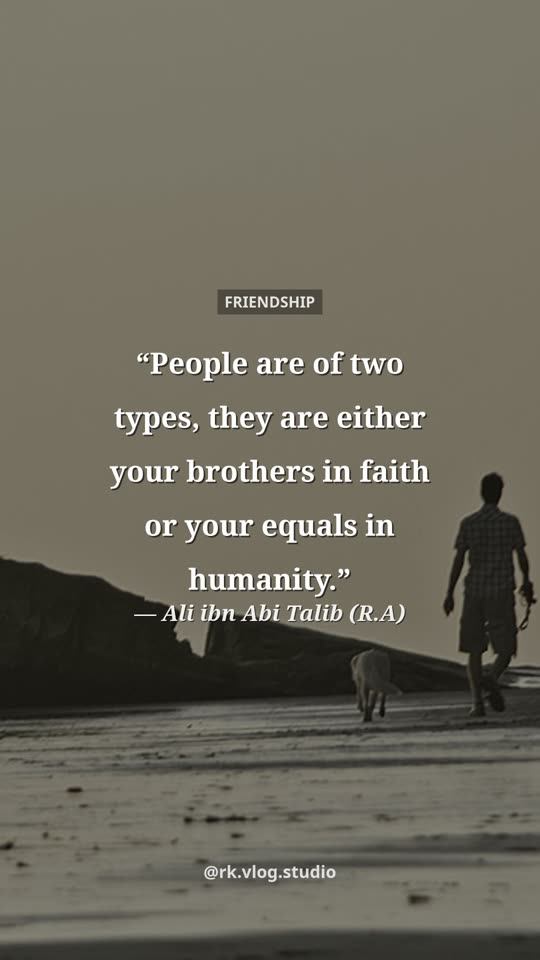 FRIENDSHIP
“People are of two
types, they are either
your brothers in faith
or your equals in
humanity.”
— Ali ibn Abi Talib (R.A)
@rk.vlog.studio